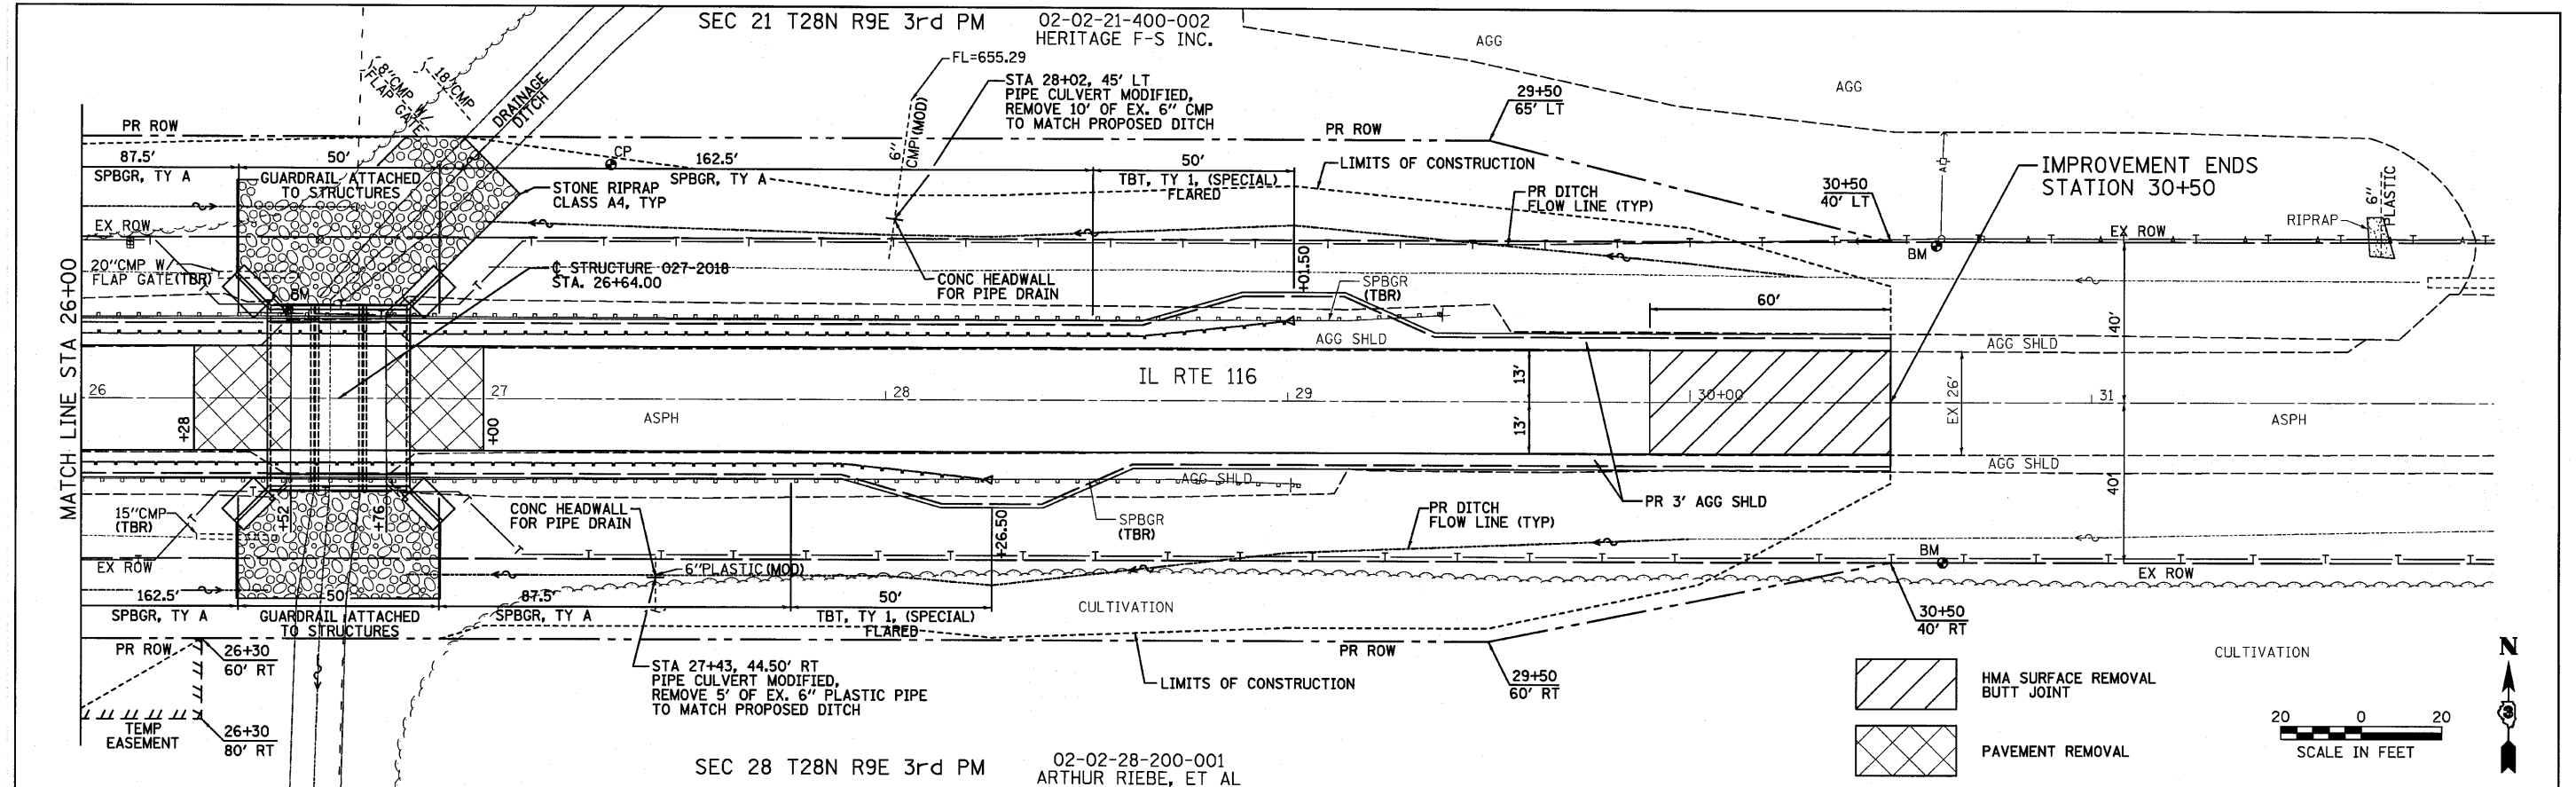 SEC 21 T28N R9E 3rd PM
02-02-21-400-002
HERITAGE F-S INC.
AGG
AGG
FL=655.29
STA 28+02, 45' LT
PIPE CULVERT MODIFIED,
REMOVE 10' OF EX. 6" CMP
TO MATCH PROPOSED DITCH
29+50
65' LT
8"CMP W/
FLAP GATE
18"CMP
DRAINAGE
DITCH
6"
CMP(MOD)
PR ROW
PR ROW
CP
87.5'
SPBGR, TY A
50'
GUARDRAIL ATTACHED
TO STRUCTURES
162.5'
SPBGR, TY A
50'
TBT, TY 1, (SPECIAL)
FLARED
LIMITS OF CONSTRUCTION
STONE RIPRAP
CLASS A4, TYP
PR DITCH
FLOW LINE (TYP)
30+50
40' LT
IMPROVEMENT ENDS
STATION 30+50
6"
PLASTIC
RIPRAP
EX ROW
EX ROW
BM
20"CMP W/
FLAP GATE(TBR)
BM
℄ STRUCTURE 027-2018
STA. 26+64.00
CONC HEADWALL
FOR PIPE DRAIN
+01.50
SPBGR
(TBR)
60'
40'
AGG SHLD
AGG SHLD
MATCH LINE STA 26+00
IL RTE 116
13'
13'
26
27
28
29
30+00
31
EX 26'
ASPH
ASPH
+28
+00
AGG SHLD
AGG SHLD
40'
PR 3' AGG SHLD
15"CMP
(TBR)
+52
+76
CONC HEADWALL
FOR PIPE DRAIN
+26.50
SPBGR
(TBR)
PR DITCH
FLOW LINE (TYP)
BM
EX ROW
EX ROW
6"PLASTIC(MOD)
162.5'
SPBGR, TY A
50'
GUARDRAIL ATTACHED
TO STRUCTURES
87.5'
SPBGR, TY A
50'
TBT, TY 1, (SPECIAL)
FLARED
CULTIVATION
30+50
40' RT
PR ROW
26+30
60' RT
PR ROW
CULTIVATION
N
STA 27+43, 44.50' RT
PIPE CULVERT MODIFIED,
REMOVE 5' OF EX. 6" PLASTIC PIPE
TO MATCH PROPOSED DITCH
LIMITS OF CONSTRUCTION
29+50
60' RT
HMA SURFACE REMOVAL
BUTT JOINT
TEMP
EASEMENT
26+30
80' RT
20 0 20
SCALE IN FEET
PAVEMENT REMOVAL
SEC 28 T28N R9E 3rd PM
02-02-28-200-001
ARTHUR RIEBE, ET AL